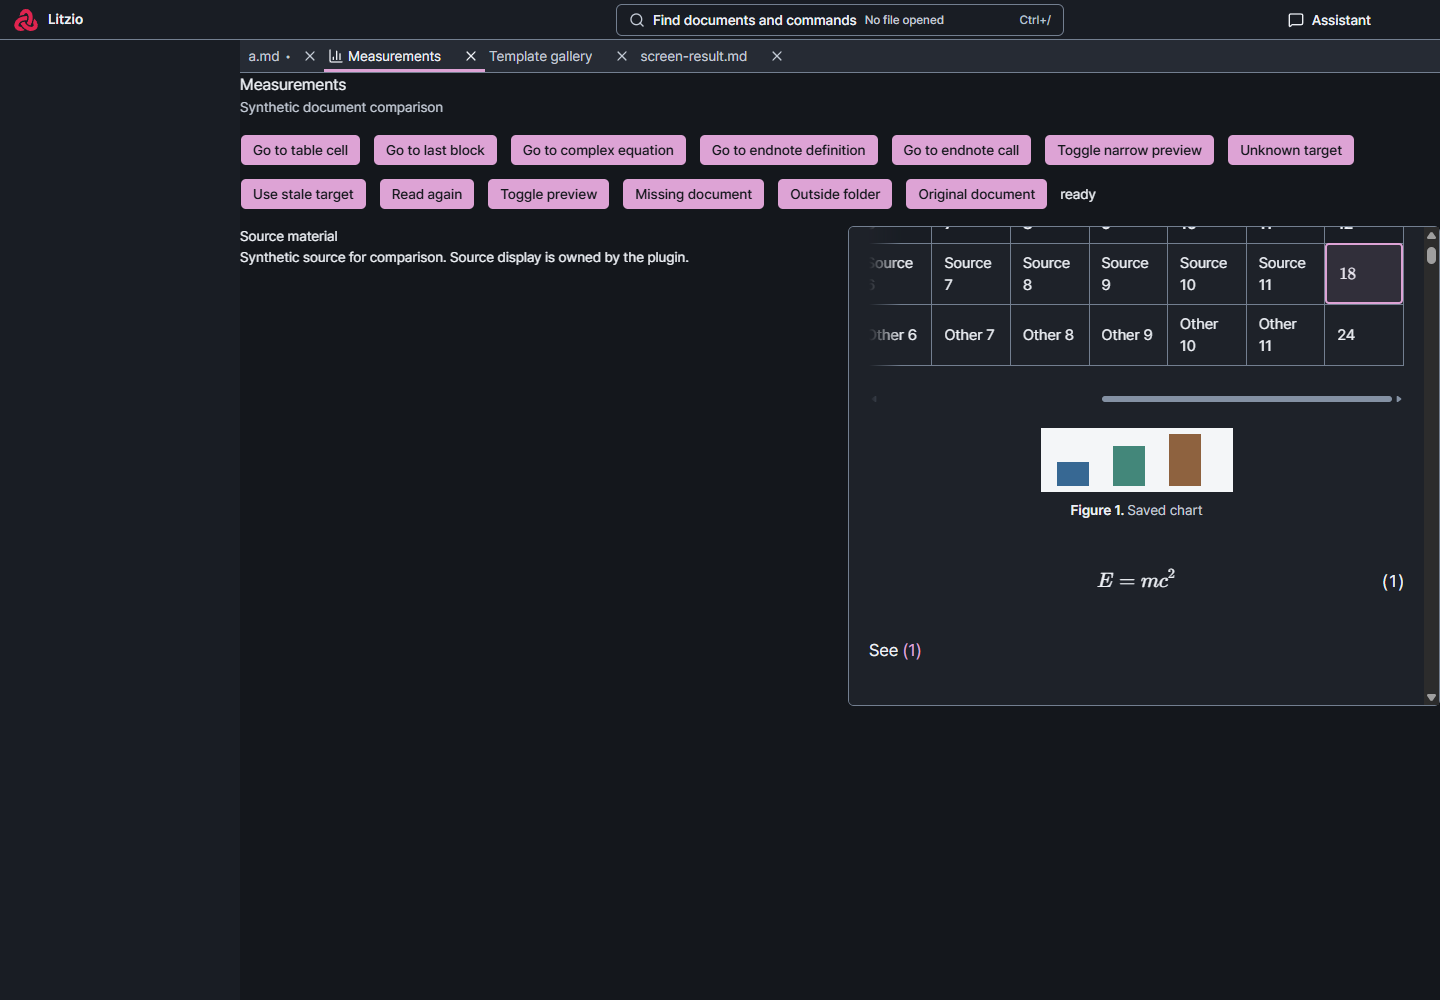 Litzio
Find documents and commands No file opened Ctrl+/
Assistant
a.md •
Measurements
Template gallery
screen-result.md
Measurements
Synthetic document comparison
Go to table cell
Go to last block
Go to complex equation
Go to endnote definition
Go to endnote call
Toggle narrow preview
Unknown target
Use stale target
Read again
Toggle preview
Missing document
Outside folder
Original document
ready
Source material
Synthetic source for comparison. Source display is owned by the plugin.
Source Source Source Source Source Source 18
6 7 8 9 10 11
Other 6 Other 7 Other 8 Other 9 Other Other 24
10 11
Figure 1. Saved chart
E = mc² (1)
See (1)